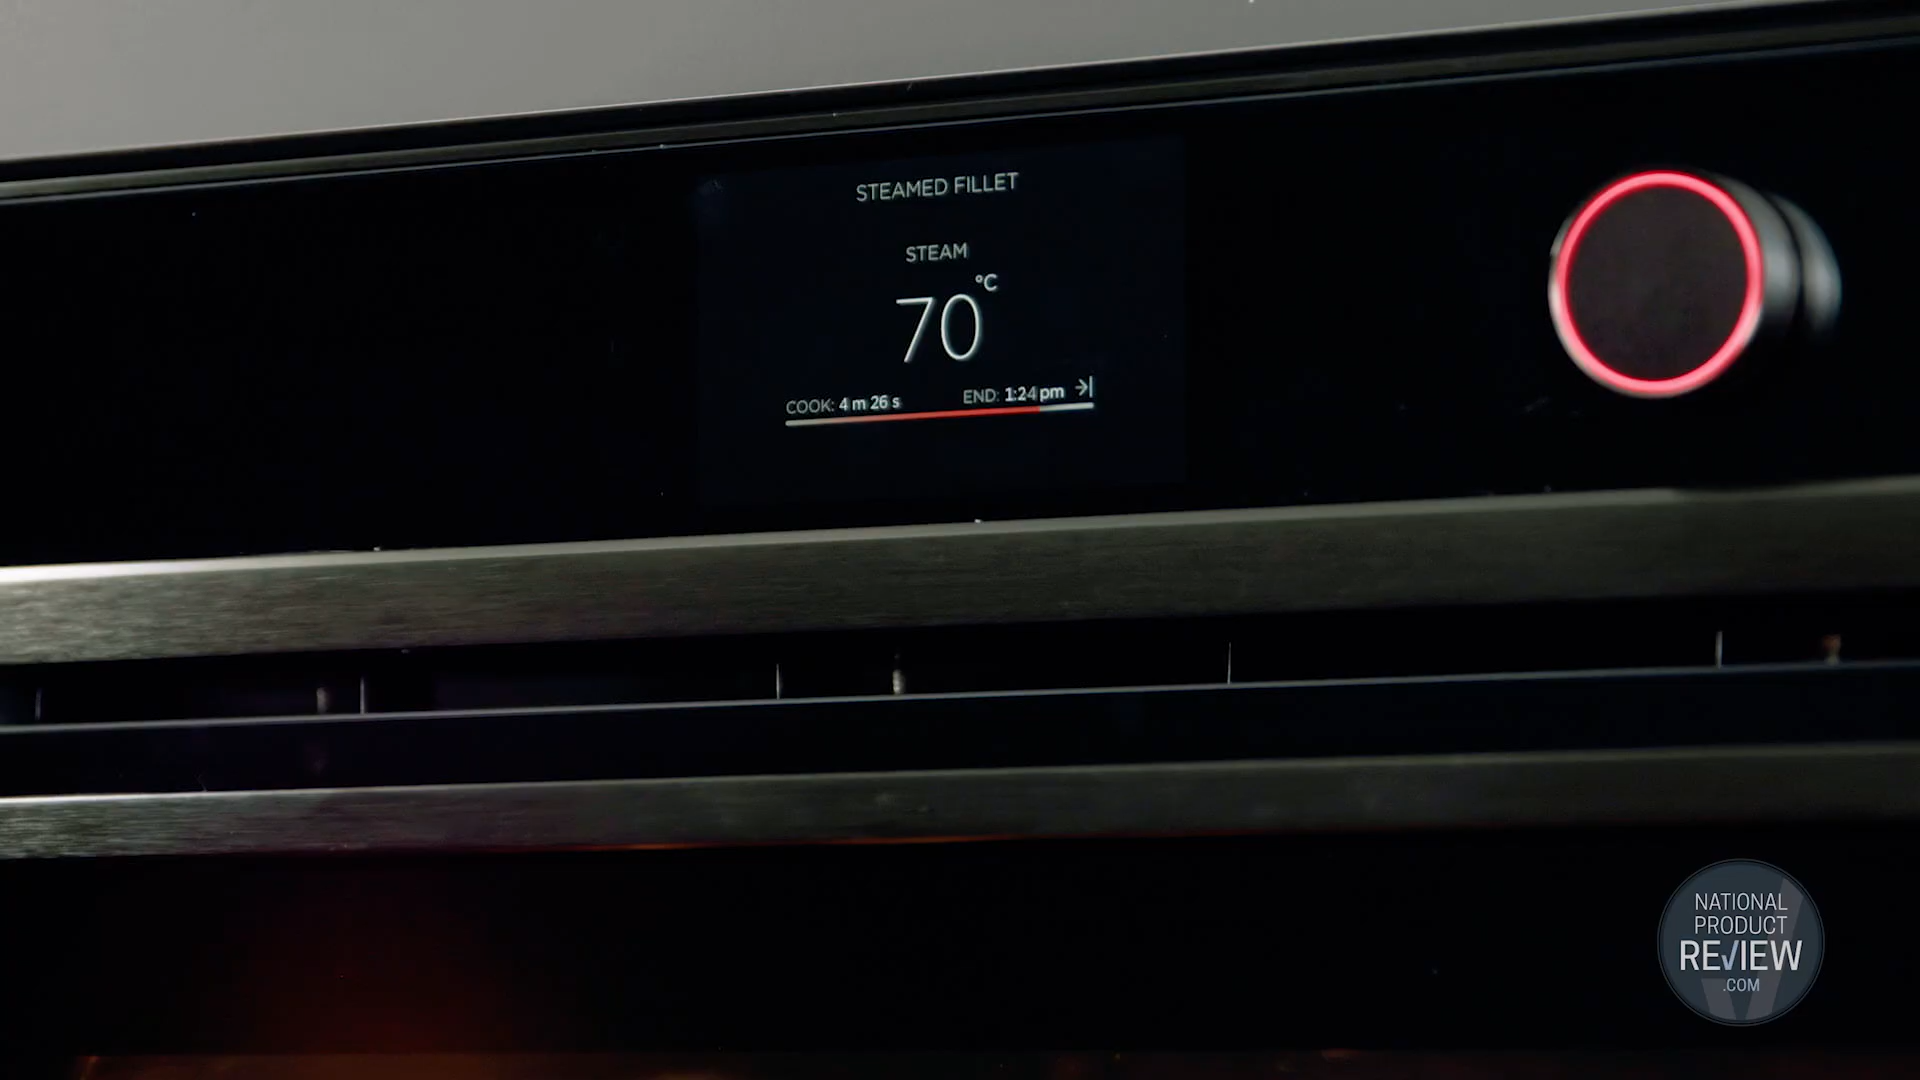 STEAMED FILLET
STEAM
70 °C
COOK: 4 m 26 s END: 1:24 pm
NATIONAL
PRODUCT
REVIEW
.COM